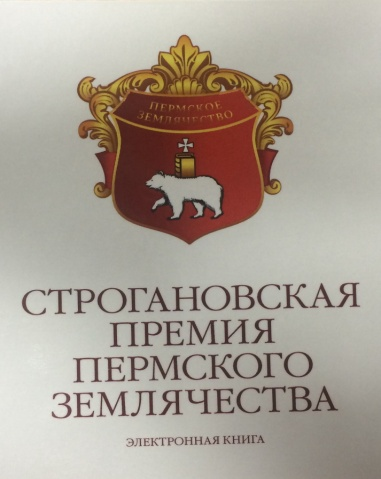 ПЕРМСКОЕ
ЗЕМЛЯЧЕСТВО
СТРОГАНОВСКАЯ
ПРЕМИЯ
ПЕРМСКОГО
ЗЕМЛЯЧЕСТВА
ЭЛЕКТРОННАЯ КНИГА